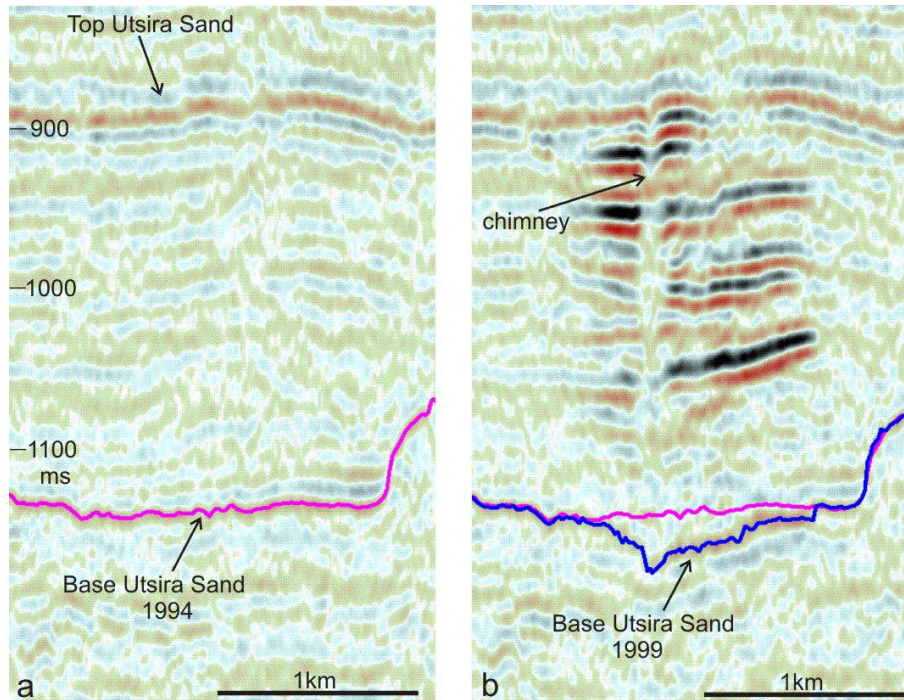 Top Utsira Sand
900
chimney
1000
1100
ms
Base Utsira Sand
1994
Base Utsira Sand
1999
a
1km
b
1km